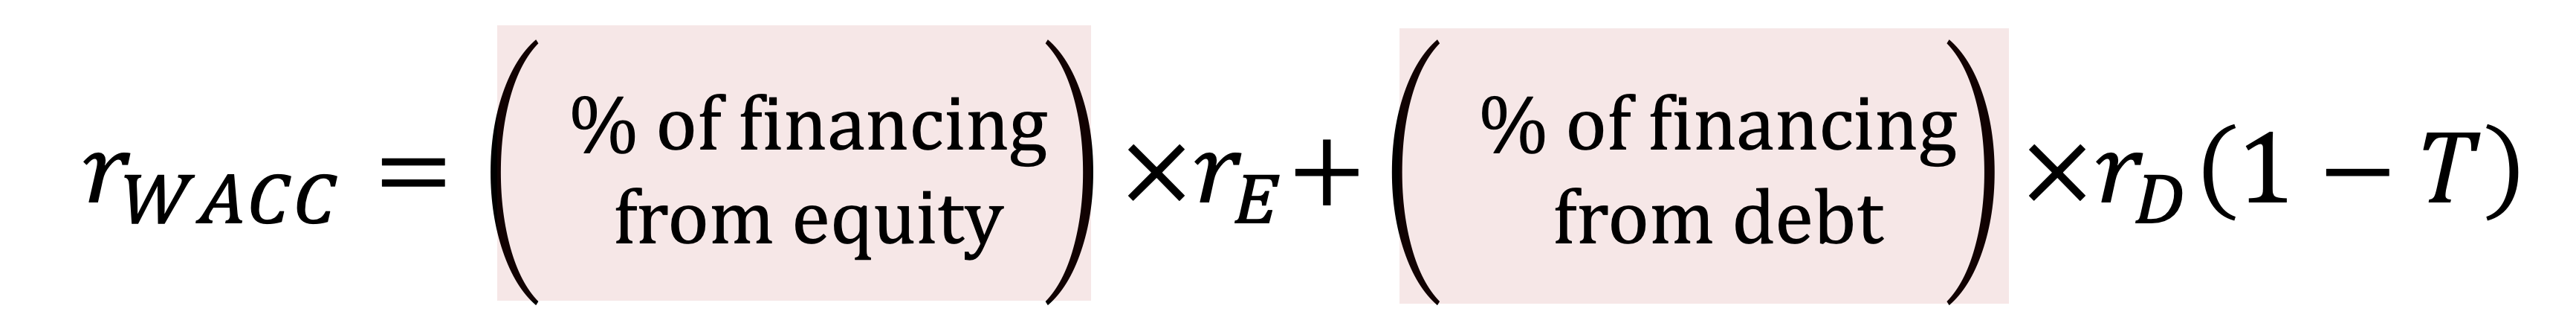 r_WACC = ( % of financing from equity ) ×r_E + ( % of financing from debt ) ×r_D(1 − T)